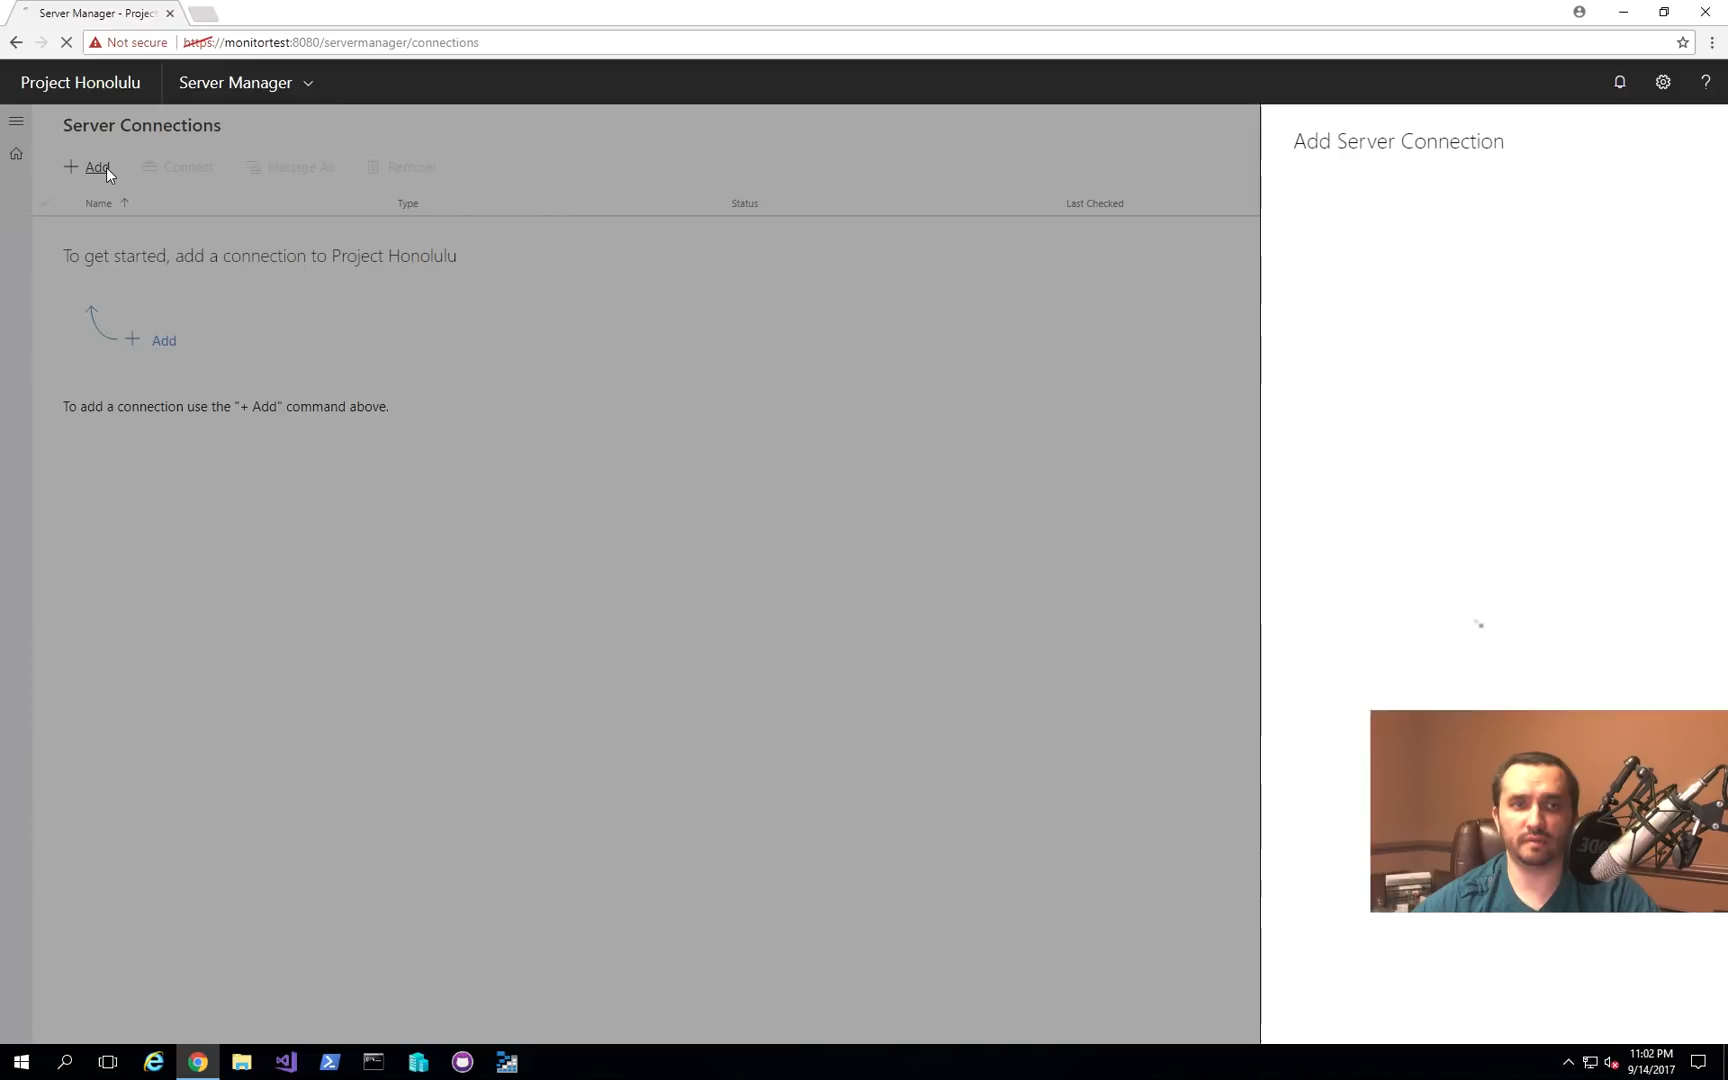 Server Manager - Project
Not secure https://monitortest:8080/servermanager/connections
Project Honolulu Server Manager ?
Server Connections
Add Server Connection
+ Add Connect Manage As Remove
Name Type Status Last Checked
To get started, add a connection to Project Honolulu
+ Add
To add a connection use the "+ Add" command above.
11:02 PM
9/14/2017